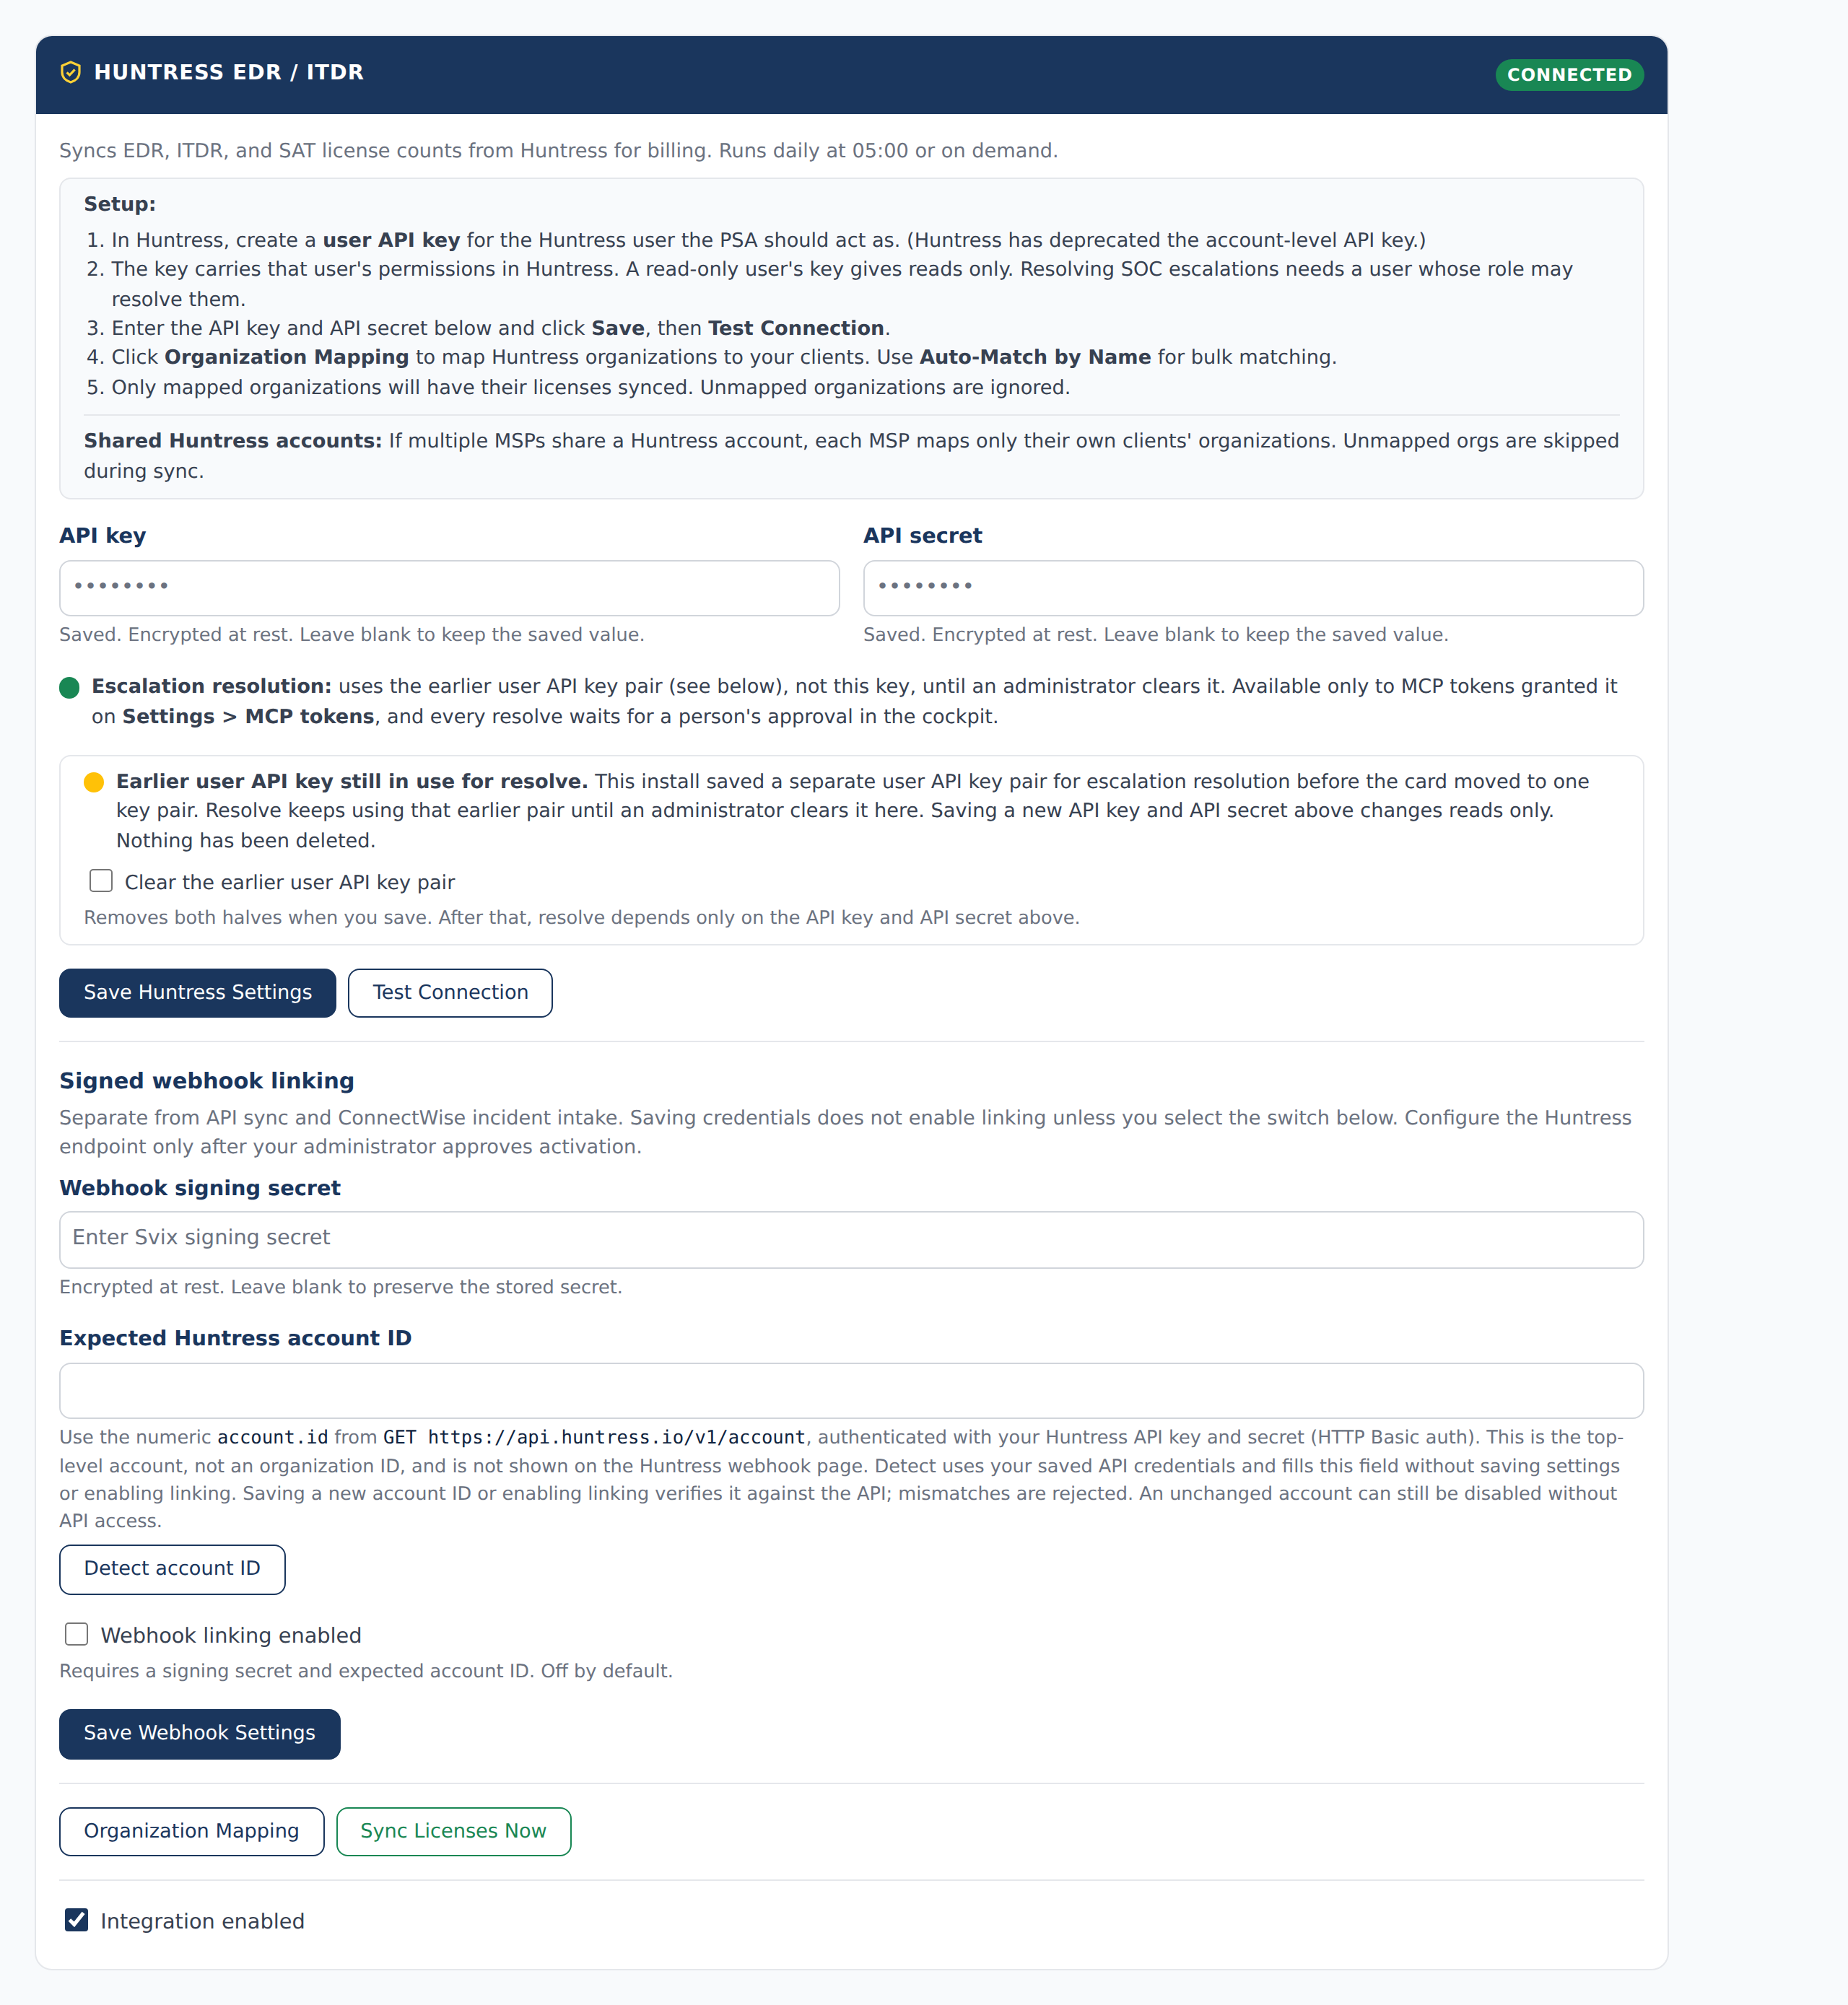 HUNTRESS EDR / ITDR
CONNECTED
Syncs EDR, ITDR, and SAT license counts from Huntress for billing. Runs daily at 05:00 or on demand.
Setup:
1. In Huntress, create a user API key for the Huntress user the PSA should act as. (Huntress has deprecated the account-level API key.)
2. The key carries that user's permissions in Huntress. A read-only user's key gives reads only. Resolving SOC escalations needs a user whose role may
resolve them.
3. Enter the API key and API secret below and click Save, then Test Connection.
4. Click Organization Mapping to map Huntress organizations to your clients. Use Auto-Match by Name for bulk matching.
5. Only mapped organizations will have their licenses synced. Unmapped organizations are ignored.
Shared Huntress accounts: If multiple MSPs share a Huntress account, each MSP maps only their own clients' organizations. Unmapped orgs are skipped
during sync.
API key
API secret
••••••••
••••••••
Saved. Encrypted at rest. Leave blank to keep the saved value.
Saved. Encrypted at rest. Leave blank to keep the saved value.
Escalation resolution: uses the earlier user API key pair (see below), not this key, until an administrator clears it. Available only to MCP tokens granted it
on Settings > MCP tokens, and every resolve waits for a person's approval in the cockpit.
Earlier user API key still in use for resolve. This install saved a separate user API key pair for escalation resolution before the card moved to one
key pair. Resolve keeps using that earlier pair until an administrator clears it here. Saving a new API key and API secret above changes reads only.
Nothing has been deleted.
Clear the earlier user API key pair
Removes both halves when you save. After that, resolve depends only on the API key and API secret above.
Save Huntress Settings
Test Connection
Signed webhook linking
Separate from API sync and ConnectWise incident intake. Saving credentials does not enable linking unless you select the switch below. Configure the Huntress
endpoint only after your administrator approves activation.
Webhook signing secret
Enter Svix signing secret
Encrypted at rest. Leave blank to preserve the stored secret.
Expected Huntress account ID
Use the numeric account.id from GET https://api.huntress.io/v1/account, authenticated with your Huntress API key and secret (HTTP Basic auth). This is the top-
level account, not an organization ID, and is not shown on the Huntress webhook page. Detect uses your saved API credentials and fills this field without saving settings
or enabling linking. Saving a new account ID or enabling linking verifies it against the API; mismatches are rejected. An unchanged account can still be disabled without
API access.
Detect account ID
Webhook linking enabled
Requires a signing secret and expected account ID. Off by default.
Save Webhook Settings
Organization Mapping
Sync Licenses Now
Integration enabled